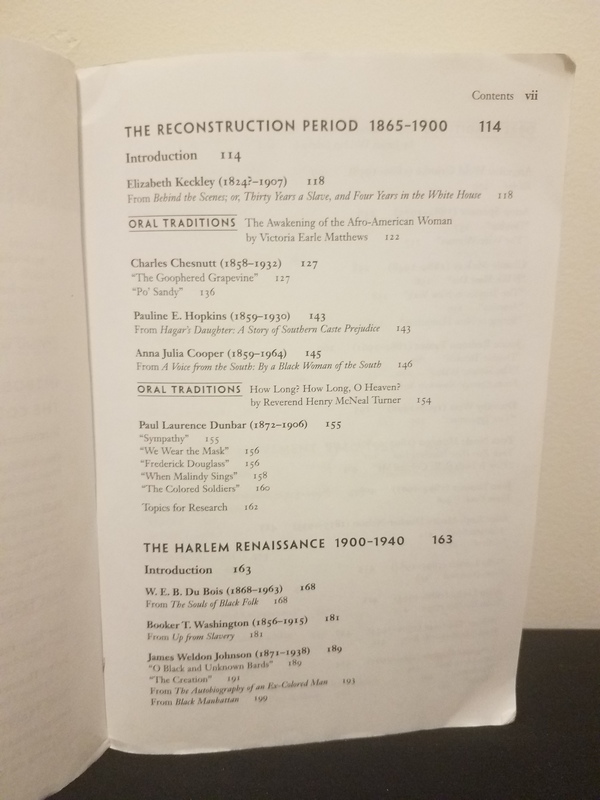 Contents vii
THE RECONSTRUCTION PERIOD 1865–1900 114
Introduction 114
Elizabeth Keckley (1824?–1907) 118
From Behind the Scenes; or, Thirty Years a Slave, and Four Years in the White House 118
ORAL TRADITIONS The Awakening of the Afro-American Woman
by Victoria Earle Matthews 122
Charles Chesnutt (1858–1932) 127
“The Goophered Grapevine” 127
“Po’ Sandy” 136
Pauline E. Hopkins (1859–1930) 143
From Hagar’s Daughter: A Story of Southern Caste Prejudice 143
Anna Julia Cooper (1859–1964) 145
From A Voice from the South: By a Black Woman of the South 146
ORAL TRADITIONS How Long? How Long, O Heaven?
by Reverend Henry McNeal Turner 154
Paul Laurence Dunbar (1872–1906) 155
“Sympathy” 155
“We Wear the Mask” 156
“Frederick Douglass” 156
“When Malindy Sings” 158
“The Colored Soldiers” 160
Topics for Research 162
THE HARLEM RENAISSANCE 1900–1940 163
Introduction 163
W. E. B. Du Bois (1868–1963) 168
From The Souls of Black Folk 168
Booker T. Washington (1856–1915) 181
From Up from Slavery 181
James Weldon Johnson (1871–1938) 189
“O Black and Unknown Bards” 189
“The Creation” 191
From The Autobiography of an Ex-Colored Man 193
From Black Manhattan 199